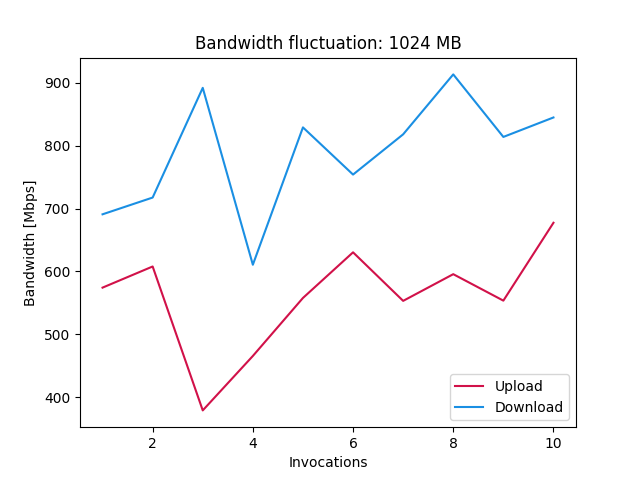 Bandwidth fluctuation: 1024 MB
900
800
700
600
500
400
Bandwidth [Mbps]
2 4 6 8 10
Invocations
Upload
Download